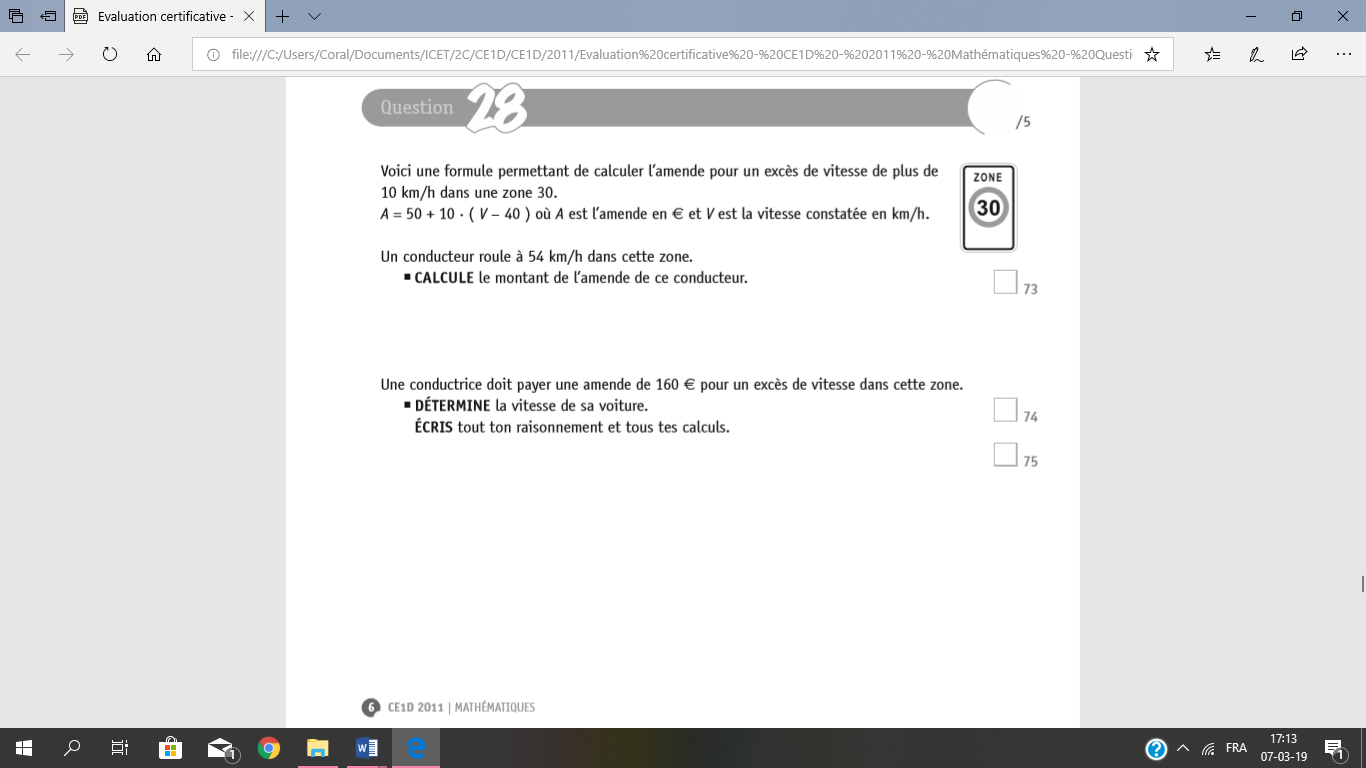 Evaluation certificative -
file:///C:/Users/Coral/Documents/ICET/2C/CE1D/CE1D/2011/Evaluation%20certificative%20-%20CE1D%20-%202011%20-%20Mathématiques%20-%20Questi
Question 28
/5
Voici une formule permettant de calculer l'amende pour un excès de vitesse de plus de
10 km/h dans une zone 30.
A = 50 + 10 · ( V – 40 ) où A est l'amende en € et V est la vitesse constatée en km/h.
ZONE
30
Un conducteur roule à 54 km/h dans cette zone.
▪ CALCULE le montant de l'amende de ce conducteur.
73
Une conductrice doit payer une amende de 160 € pour un excès de vitesse dans cette zone.
▪ DÉTERMINE la vitesse de sa voiture.
74
ÉCRIS tout ton raisonnement et tous tes calculs.
75
6 CE1D 2011 | MATHÉMATIQUES
1
FRA
17:13
07-03-19
1